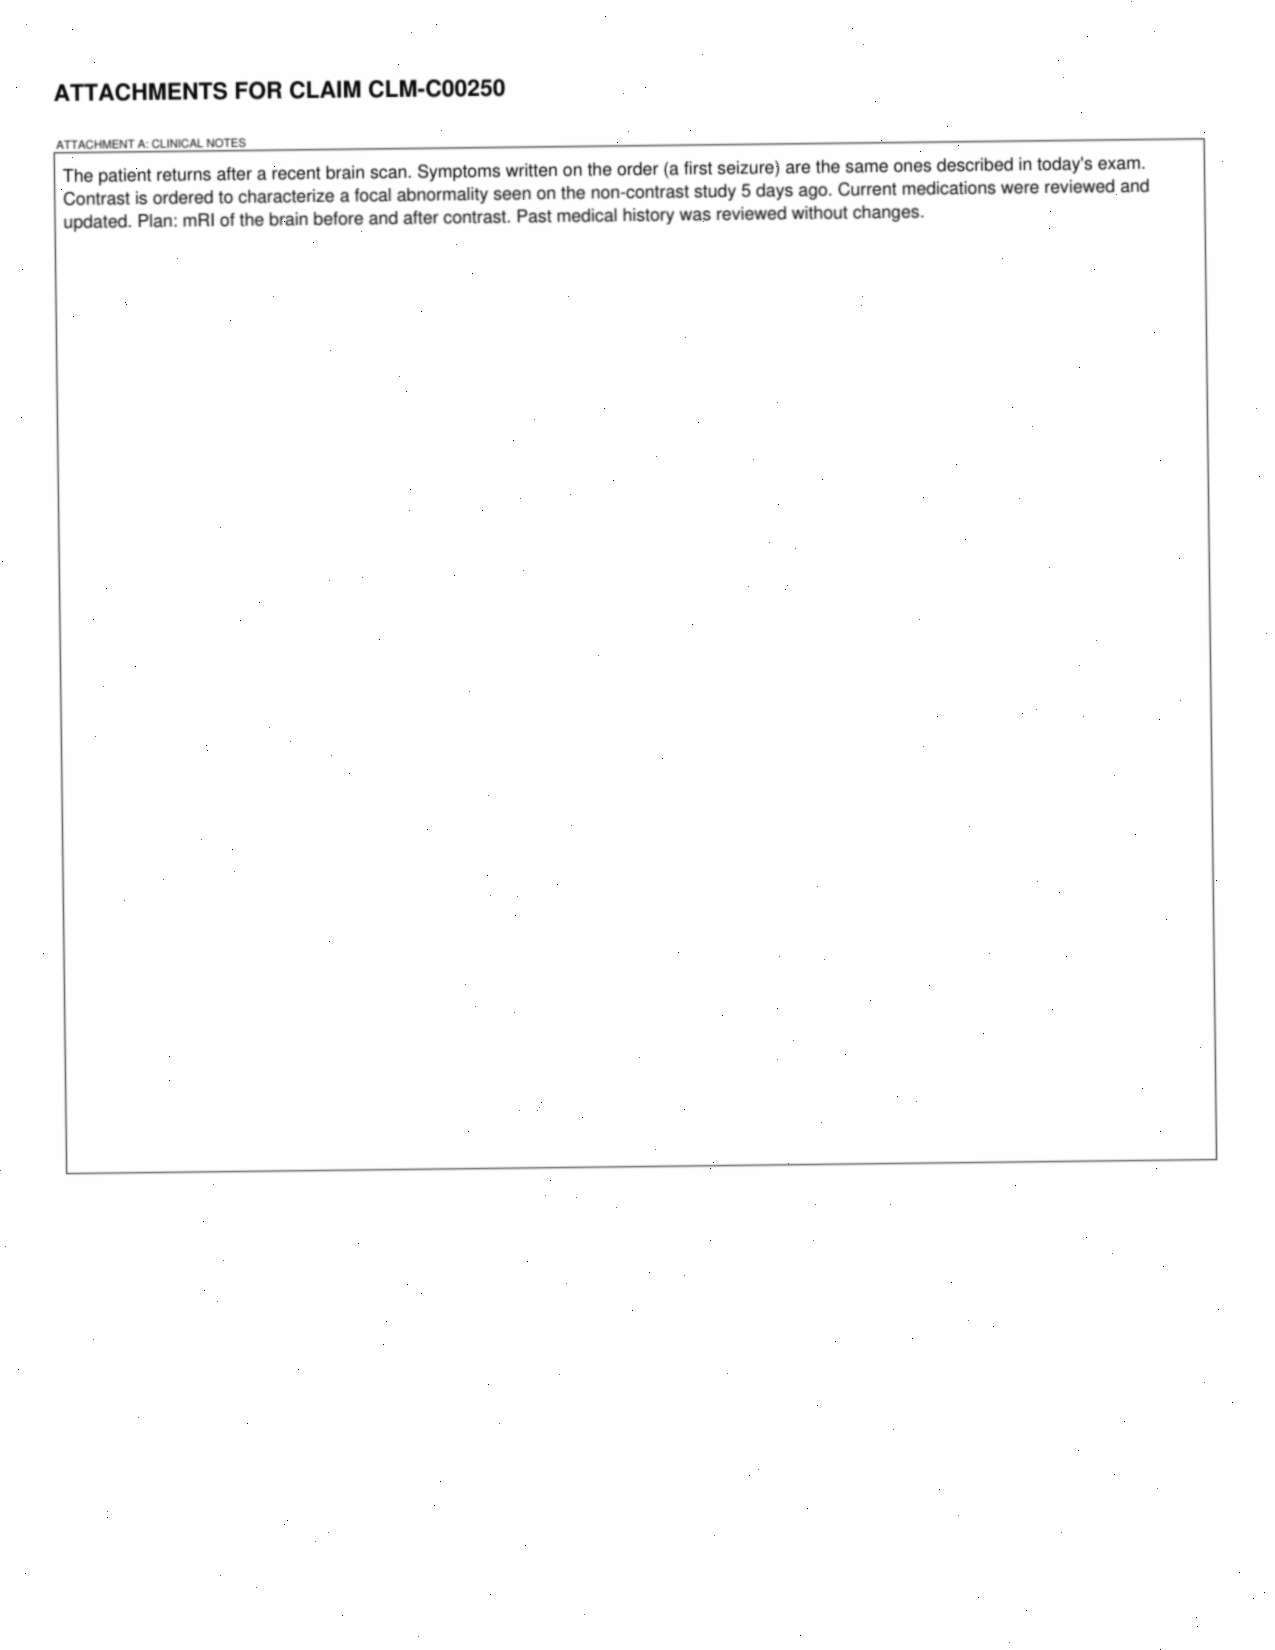 ATTACHMENTS FOR CLAIM CLM-C00250
ATTACHMENT A: CLINICAL NOTES
The patient returns after a recent brain scan. Symptoms written on the order (a first seizure) are the same ones described in today's exam.
Contrast is ordered to characterize a focal abnormality seen on the non-contrast study 5 days ago. Current medications were reviewed and
updated. Plan: mRI of the brain before and after contrast. Past medical history was reviewed without changes.